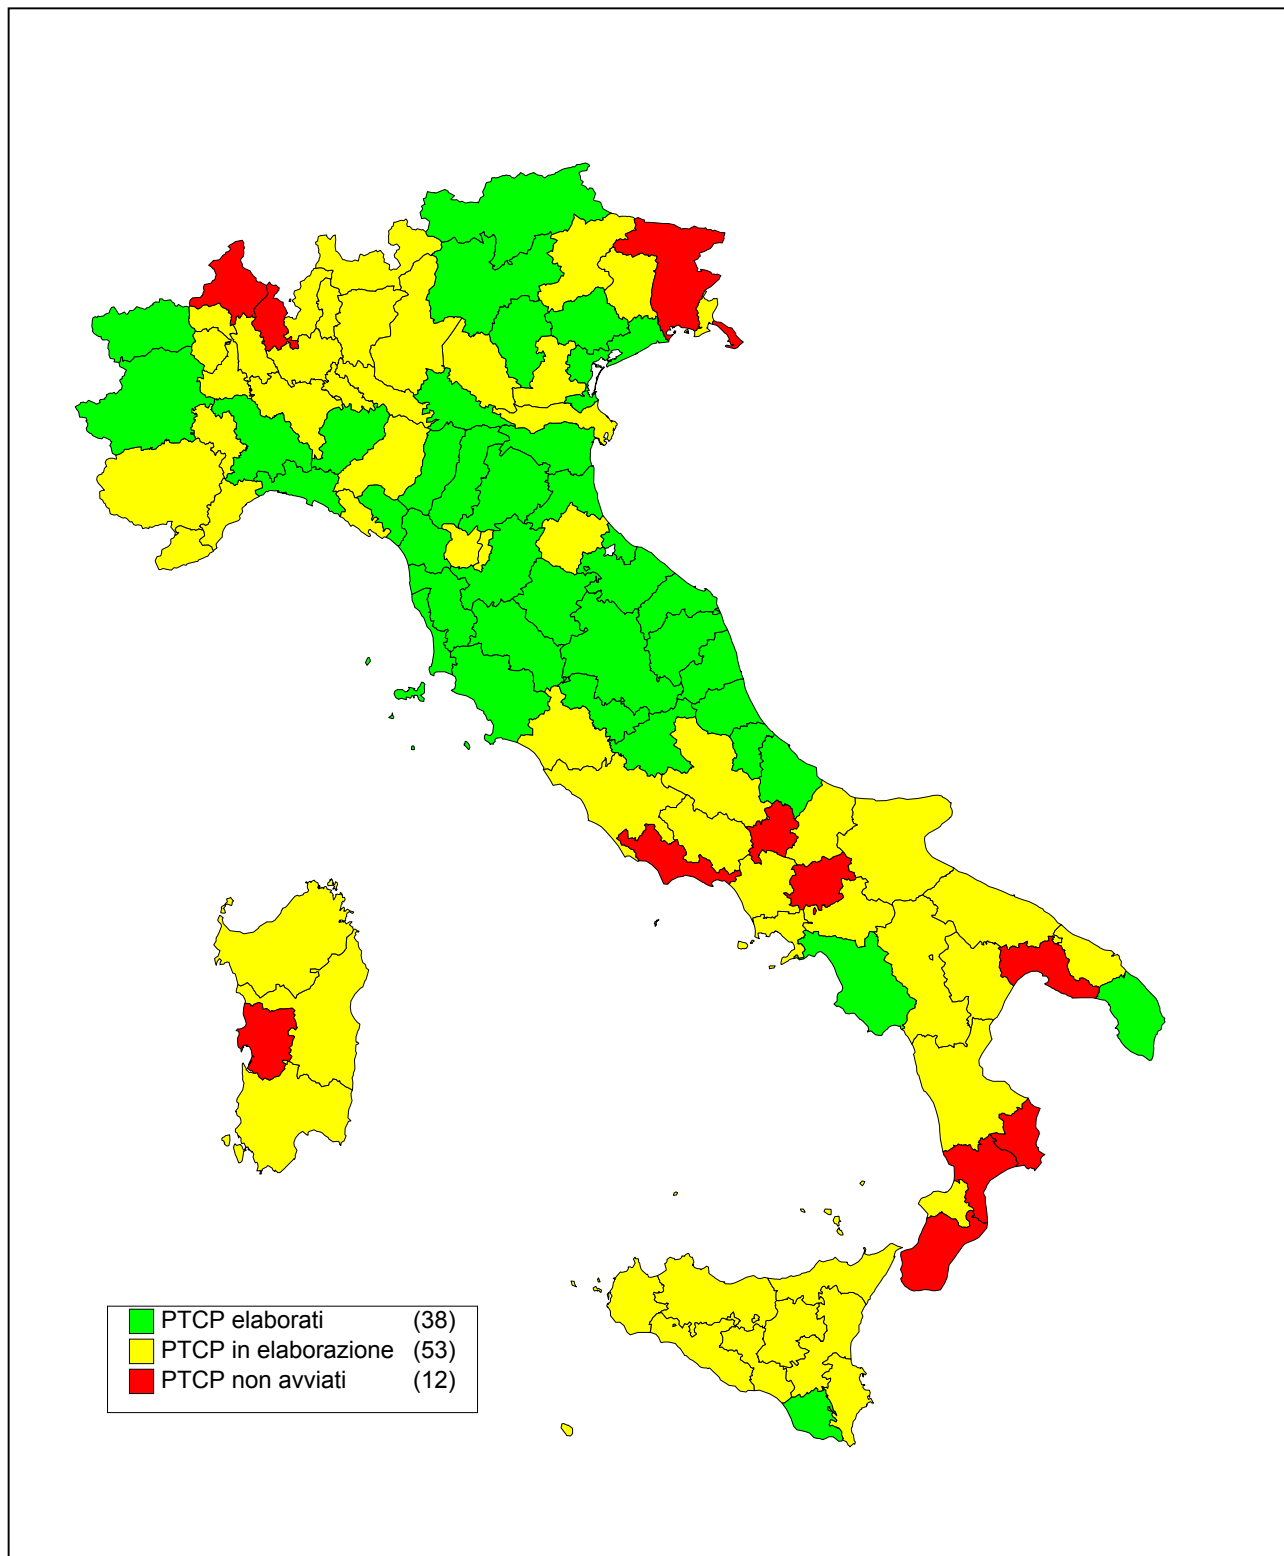 PTCP elaborati (38)
PTCP in elaborazione (53)
PTCP non avviati (12)